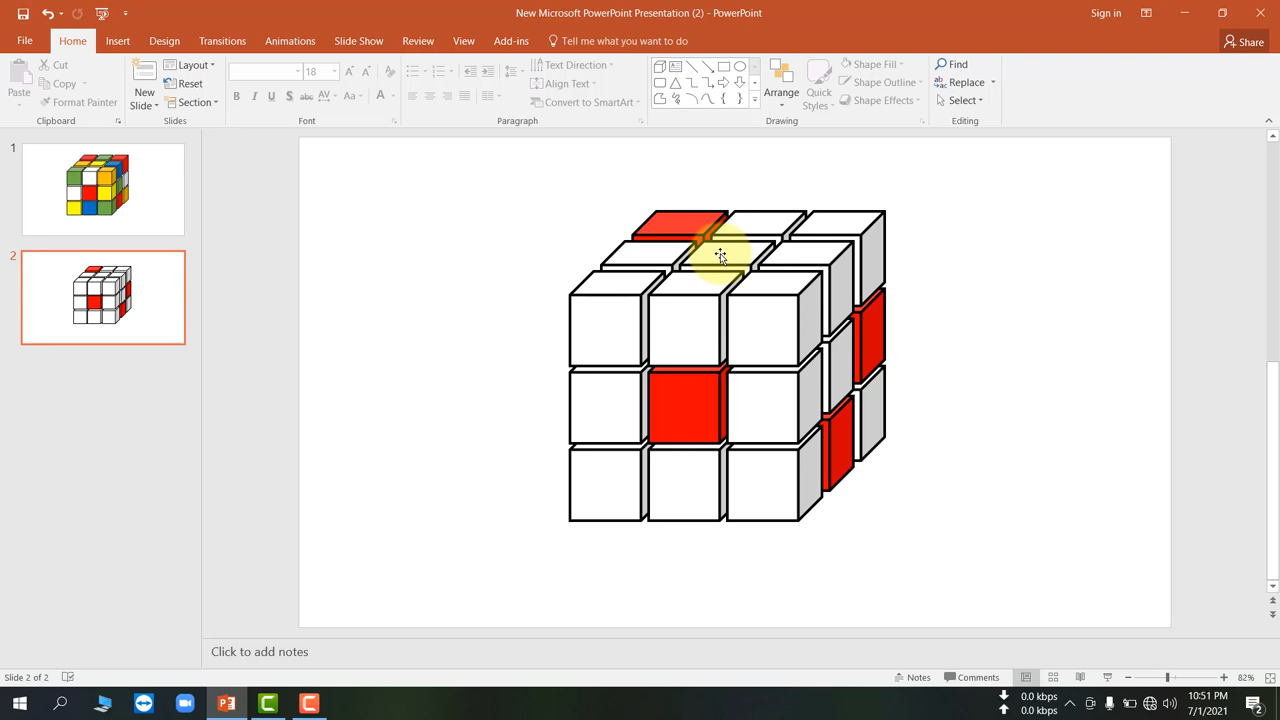 New Microsoft PowerPoint Presentation (2) - PowerPoint
Sign in
File Home Insert Design Transitions Animations Slide Show Review View Add-ins Tell me what you want to do Share
Paste
Cut
Copy
Format Painter
Clipboard
New Slide
Layout
Reset
Section
Slides
18
B I U S abc AV Aa A
Font
Text Direction
Align Text
Convert to SmartArt
Paragraph
Arrange
Quick Styles
Shape Fill
Shape Outline
Shape Effects
Drawing
Find
Replace
Select
Editing
1
2
Click to add notes
Slide 2 of 2
Notes
Comments
82%
0.0 kbps
0.0 kbps
10:51 PM
7/1/2021
2